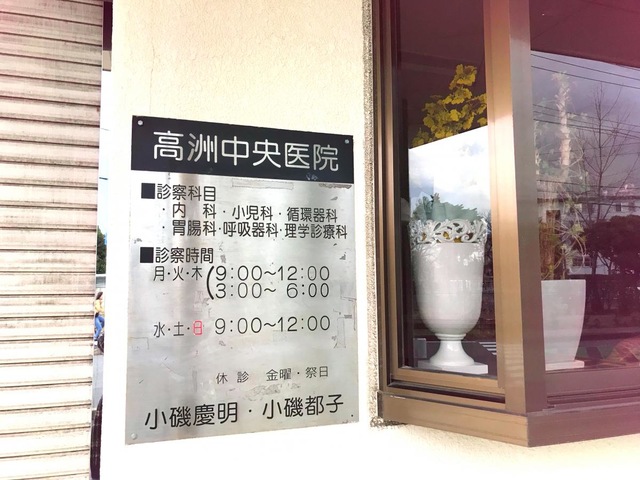 高洲中央医院
■診察科目
・内 科・小児科・循環器科
・胃腸科・呼吸器科・理学診療科
■診察時間
月・火・木(9:00~12:00
3:00~ 6:00
水・土・日 9:00~12:00
休診 金曜・祭日
小磯慶明・小磯都子